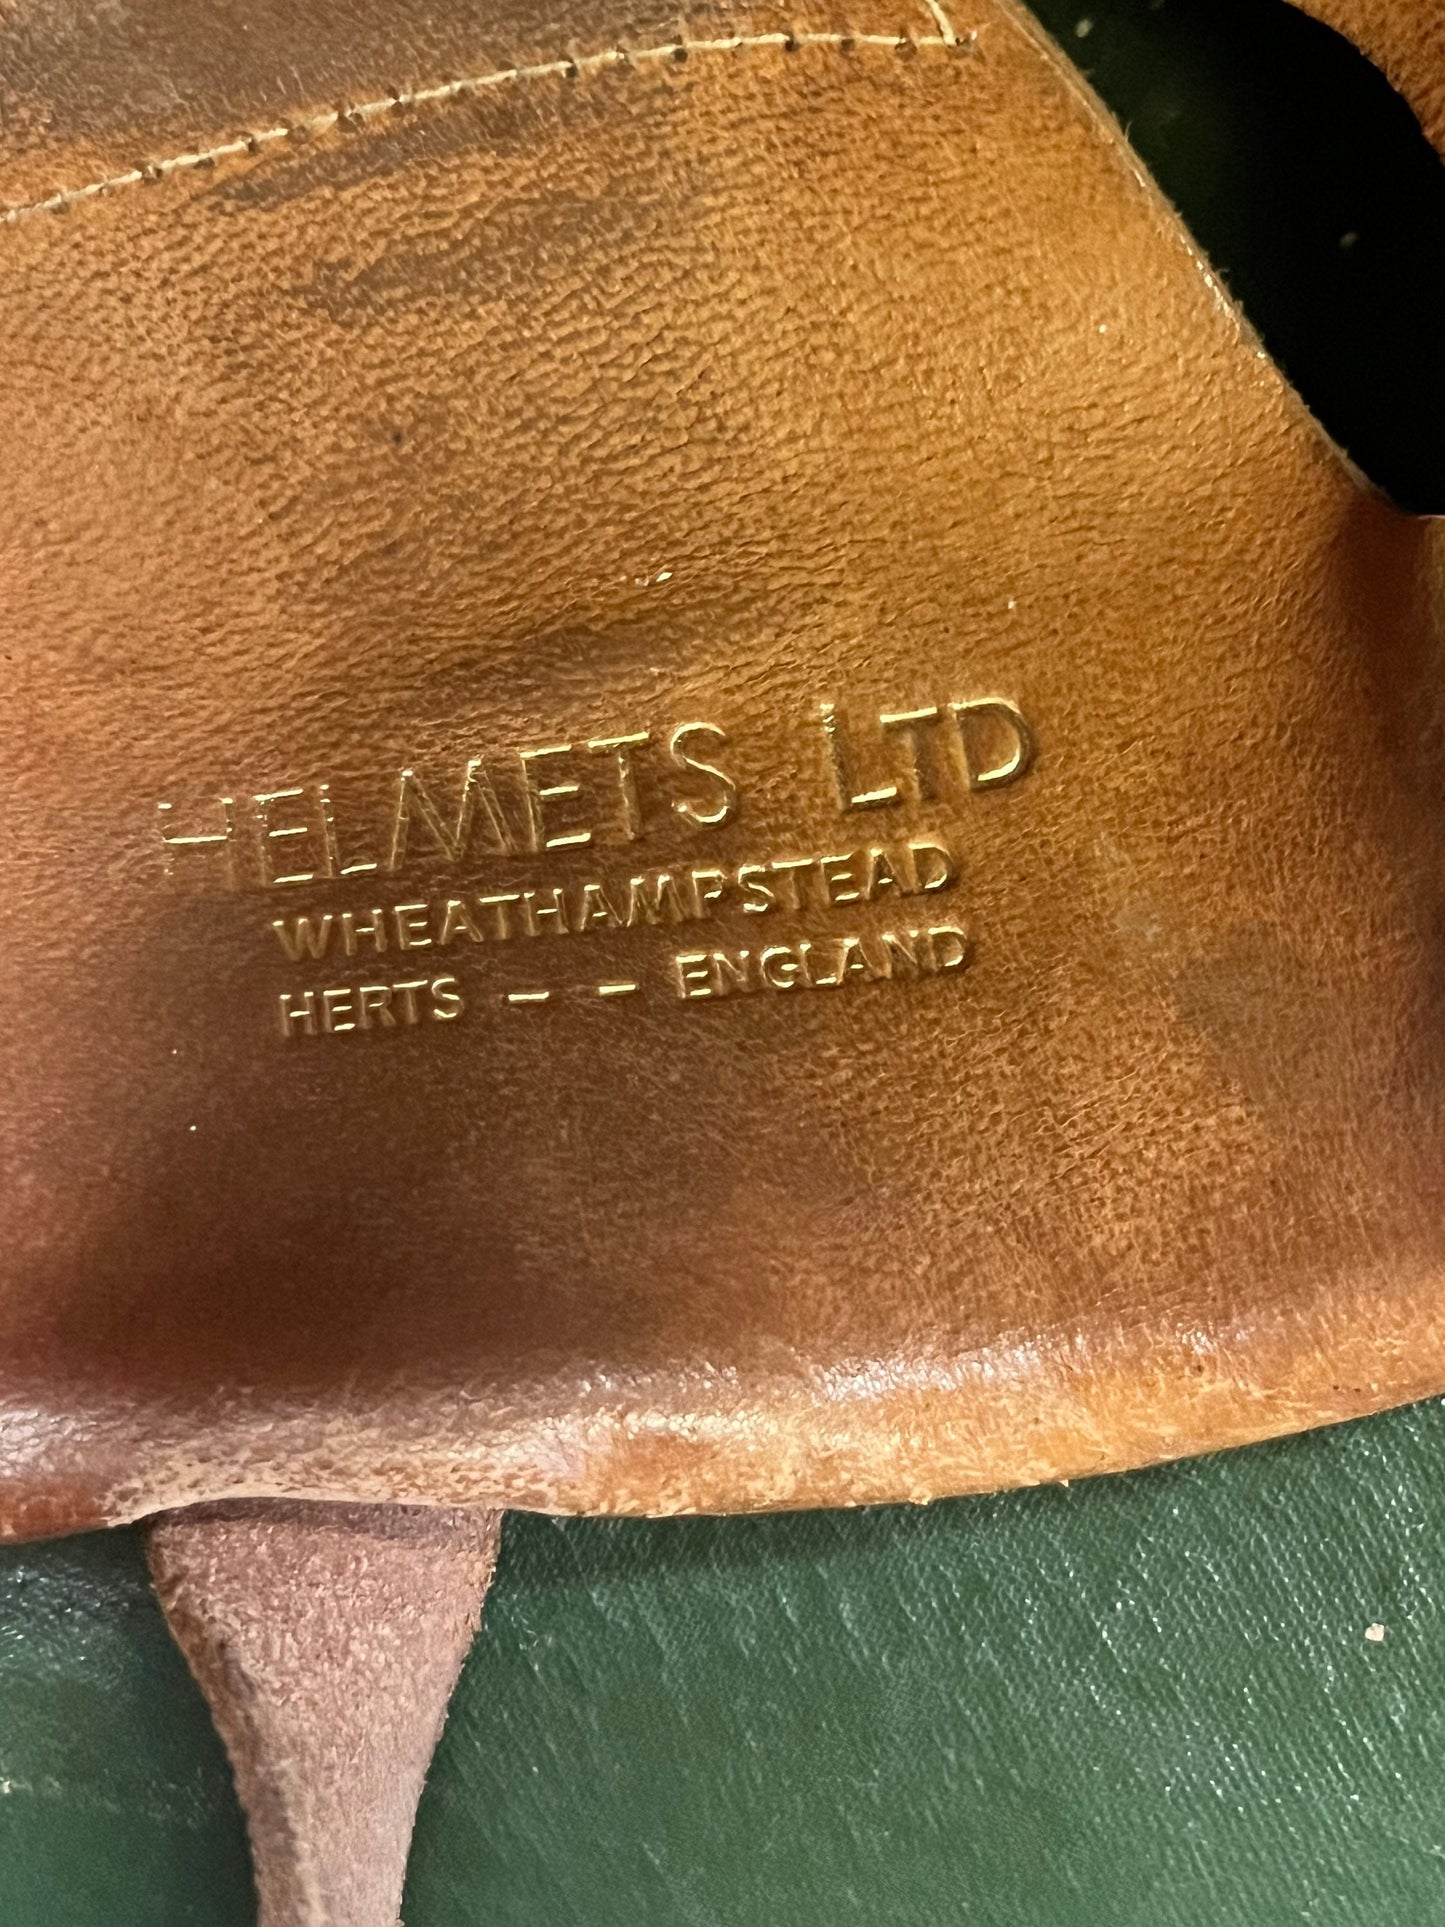 HELMETS LTD
WHEATHAMPSTEAD
HERTS - - ENGLAND